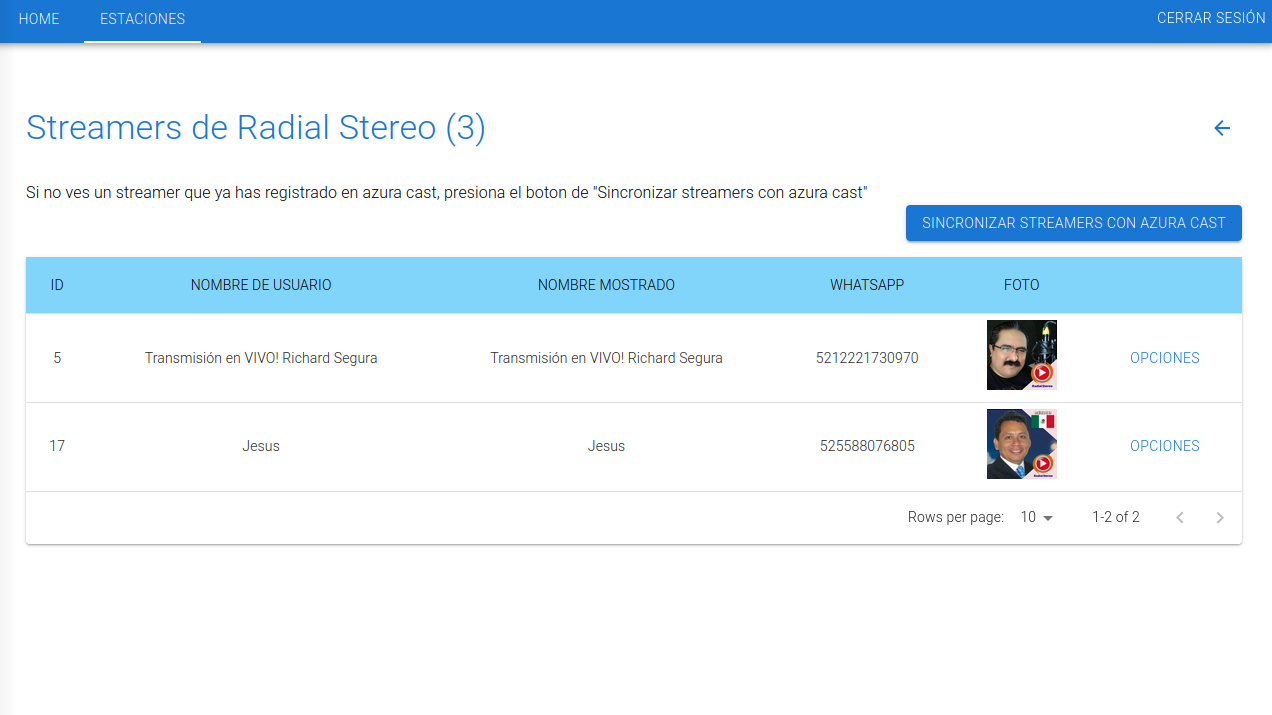 HOME ESTACIONES CERRAR SESIÓN
Streamers de Radial Stereo (3)
Si no ves un streamer que ya has registrado en azura cast, presiona el boton de "Sincronizar streamers con azura cast"
SINCRONIZAR STREAMERS CON AZURA CAST
ID NOMBRE DE USUARIO NOMBRE MOSTRADO WHATSAPP FOTO
5 Transmisión en VIVO! Richard Segura Transmisión en VIVO! Richard Segura 5212221730970 OPCIONES
RadialStereo
17 Jesus Jesus 525588076805 OPCIONES
RadialStereo
Rows per page: 10 1-2 of 2